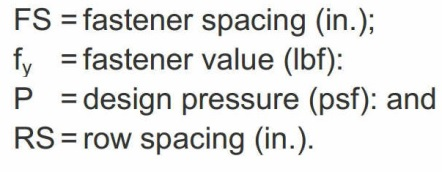 FS = fastener spacing (in.);
fy = fastener value (lbf):
P = design pressure (psf): and
RS = row spacing (in.).